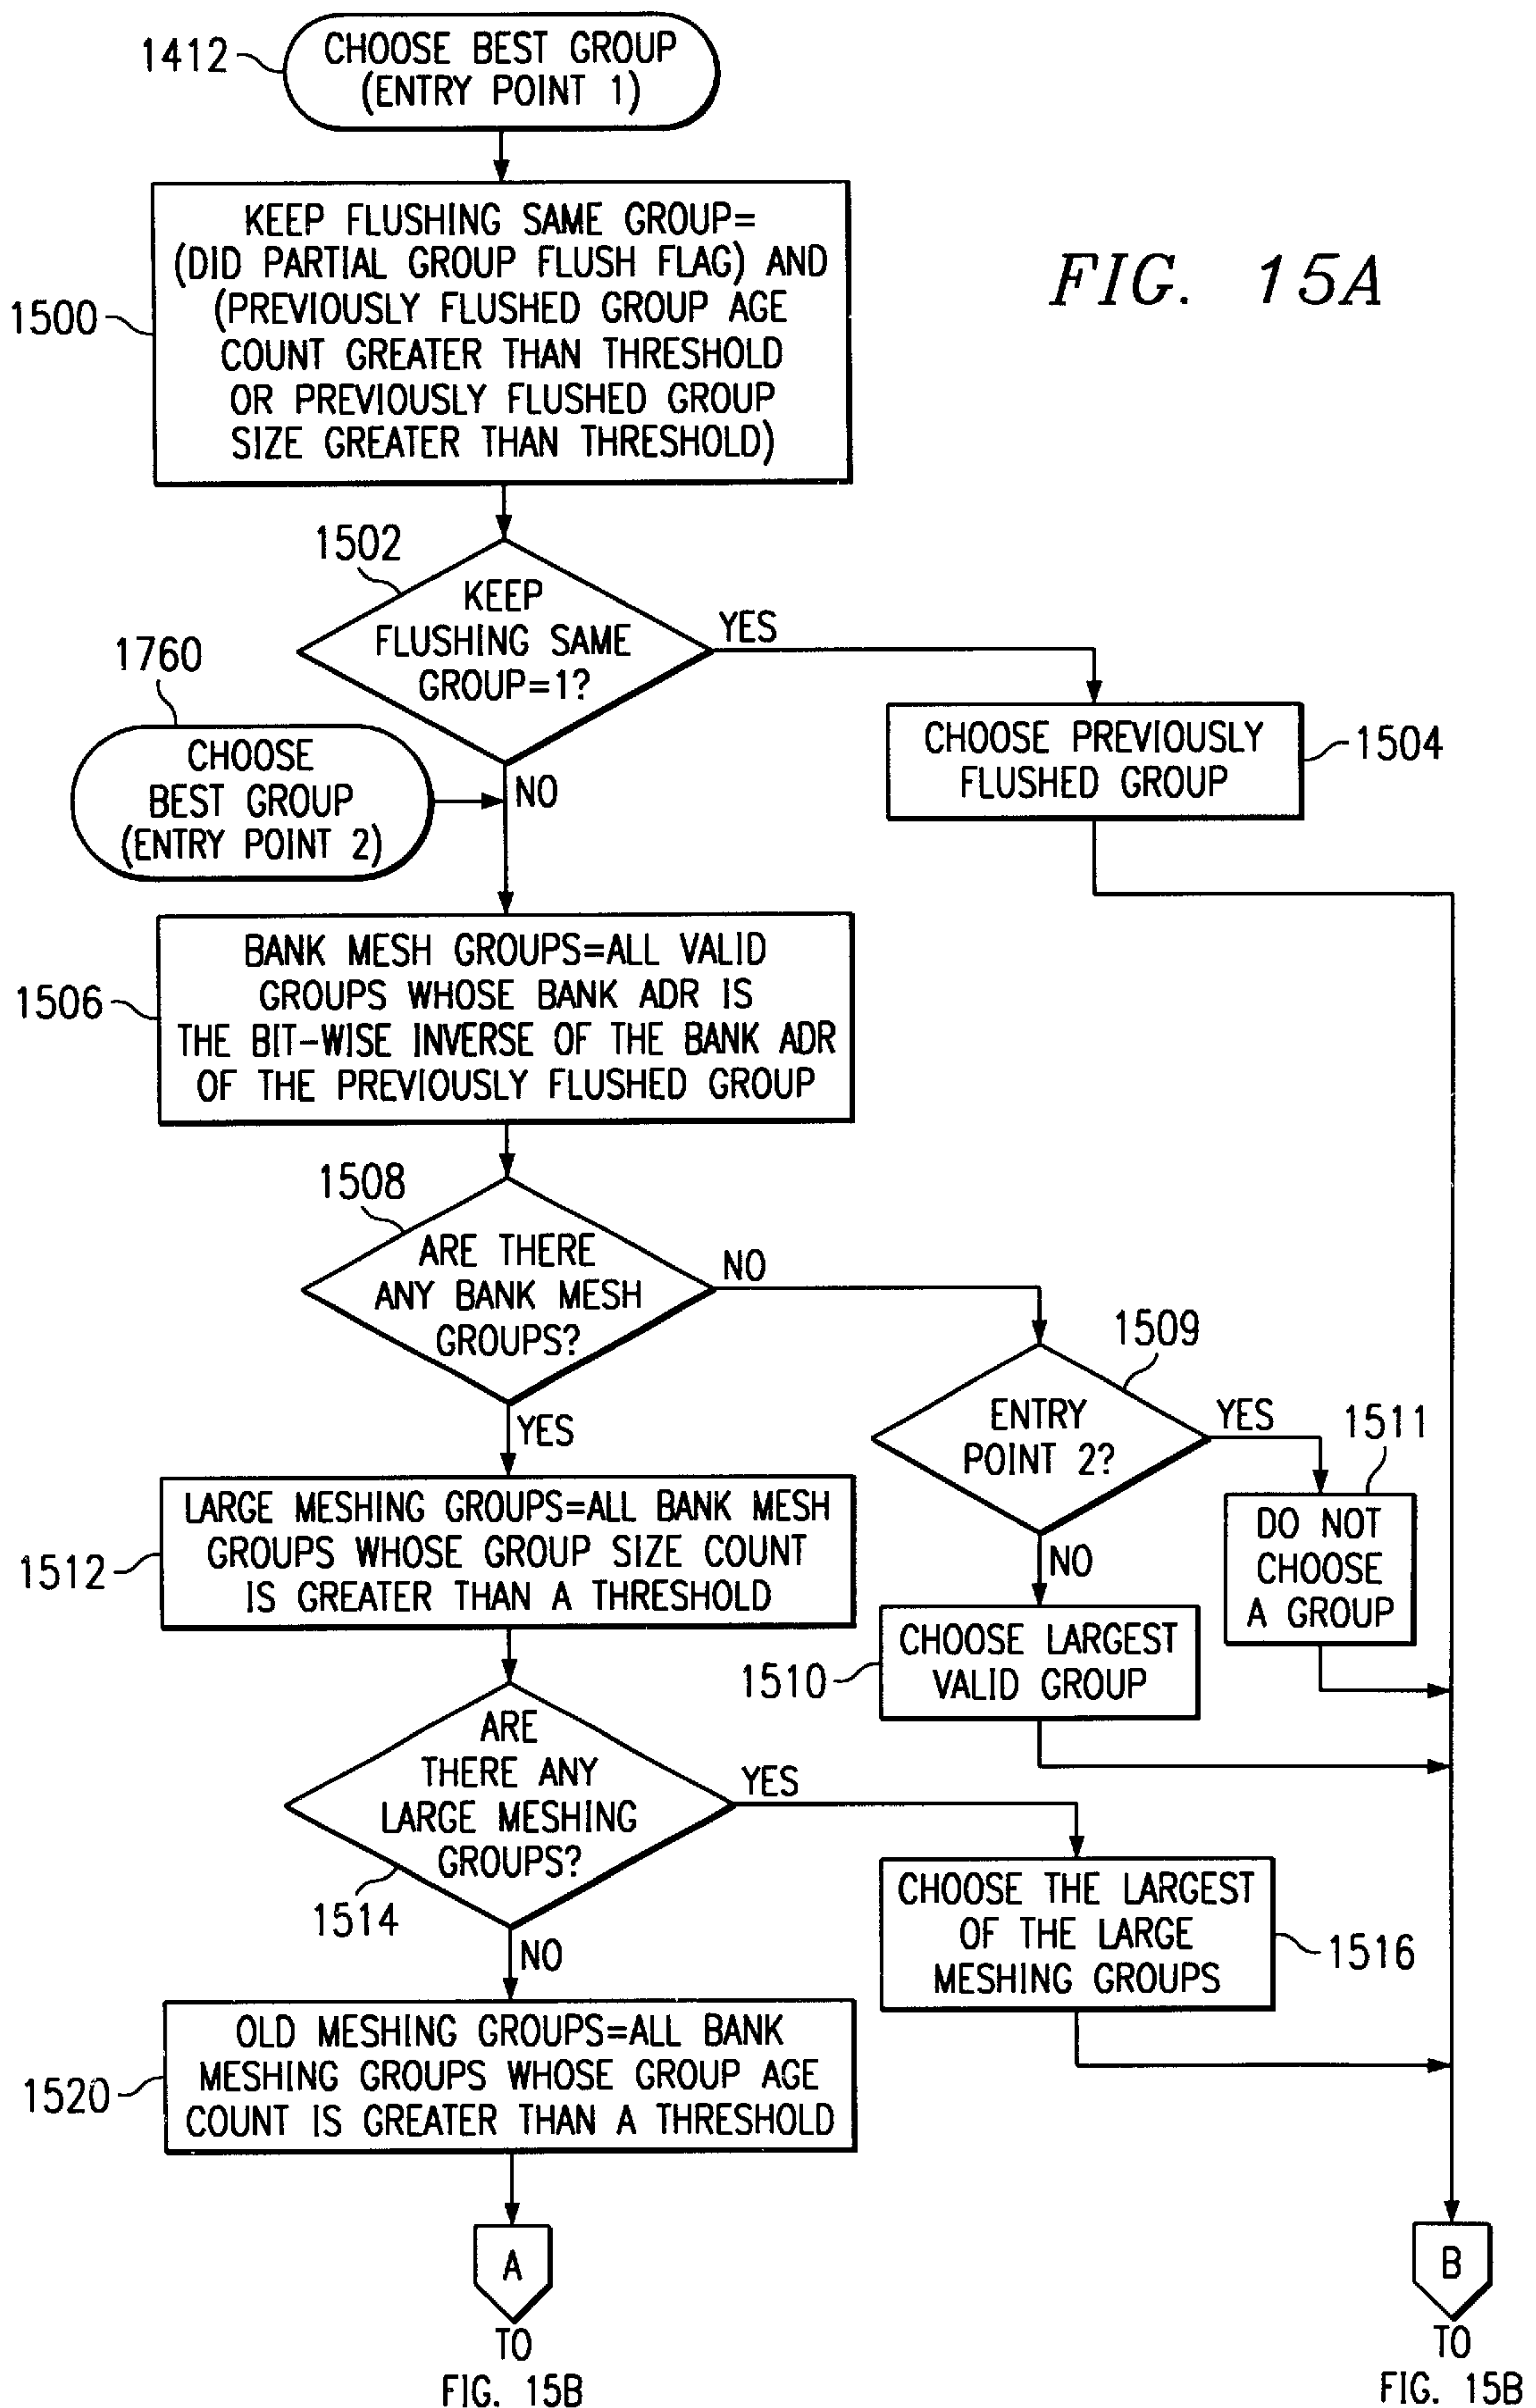 1412
CHOOSE BEST GROUP
(ENTRY POINT 1)
FIG. 15A
1500
KEEP FLUSHING SAME GROUP=
(DID PARTIAL GROUP FLUSH FLAG) AND
(PREVIOUSLY FLUSHED GROUP AGE
COUNT GREATER THAN THRESHOLD
OR PREVIOUSLY FLUSHED GROUP
SIZE GREATER THAN THRESHOLD)
1502
KEEP
FLUSHING SAME
GROUP=1?
YES
NO
1760
CHOOSE
BEST GROUP
(ENTRY POINT 2)
CHOOSE PREVIOUSLY
FLUSHED GROUP
1504
1506
BANK MESH GROUPS=ALL VALID
GROUPS WHOSE BANK ADR IS
THE BIT-WISE INVERSE OF THE BANK ADR
OF THE PREVIOUSLY FLUSHED GROUP
1508
ARE THERE
ANY BANK MESH
GROUPS?
NO
YES
1509
ENTRY
POINT 2?
YES
NO
1511
DO NOT
CHOOSE
A GROUP
1510
CHOOSE LARGEST
VALID GROUP
1512
LARGE MESHING GROUPS=ALL BANK MESH
GROUPS WHOSE GROUP SIZE COUNT
IS GREATER THAN A THRESHOLD
ARE
THERE ANY
LARGE MESHING
GROUPS?
1514
YES
NO
CHOOSE THE LARGEST
OF THE LARGE
MESHING GROUPS
1516
1520
OLD MESHING GROUPS=ALL BANK
MESHING GROUPS WHOSE GROUP AGE
COUNT IS GREATER THAN A THRESHOLD
A
TO
FIG. 15B
B
TO
FIG. 15B